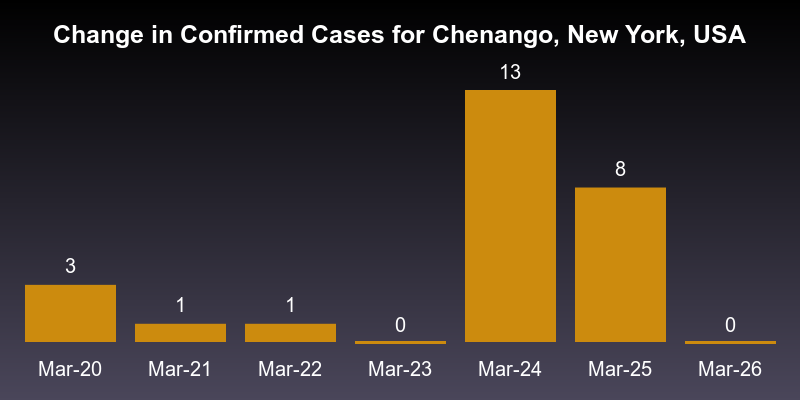 Change in Confirmed Cases for Chenango, New York, USA
13
8
3
1 1
0 0
Mar-20 Mar-21 Mar-22 Mar-23 Mar-24 Mar-25 Mar-26